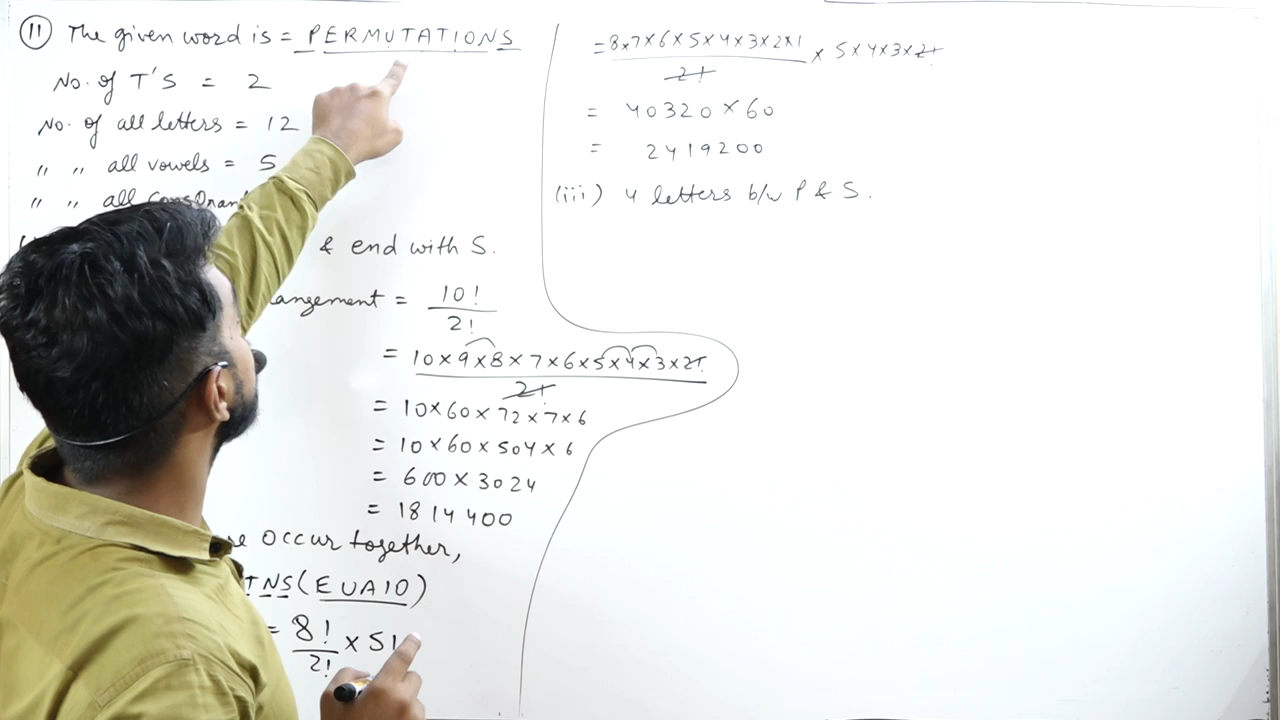 11 The given word is = PERMUTATIONS
No. of T'S = 2
No. of all letters = 12
" " all vowels = 5
" " all
& end with S.
angement = 10!
2!
= 10×9×8×7×6×5×4×3×2!
2!
= 10×60×72×7×6
= 10×60×504×6
= 600×3024
= 1814400
re occur together,
TNS(EUAIO)
= 8!/2! × 5!
= 8×7×6×5×4×3×2×1 × 5×4×3×2!
2!
= 40320×60
= 2419200
(iii) 4 letters b/w P & S.